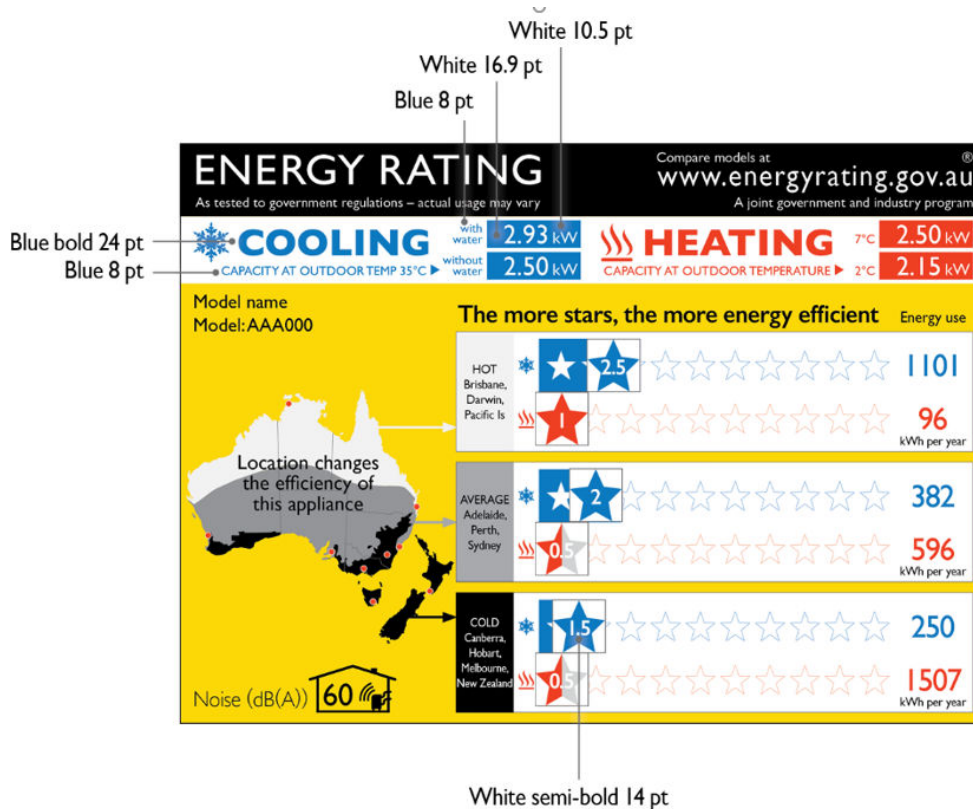 White 10.5 pt
White 16.9 pt
Blue 8 pt
ENERGY RATING
As tested to government regulations – actual usage may vary
Compare models at
®
www.energyrating.gov.au
A joint government and industry program
Blue bold 24 pt
Blue 8 pt
COOLING
CAPACITY AT OUTDOOR TEMP 35°C
with
water
2.93 kW
without
water
2.50 kW
HEATING
CAPACITY AT OUTDOOR TEMPERATURE
7°C
2.50 kW
2°C
2.15 kW
Model name
Model: AAA000
The more stars, the more energy efficient
Energy use
HOT
Brisbane,
Darwin,
Pacific Is
2.5
1101
1
96
kWh per year
Location changes
the efficiency of
this appliance
AVERAGE
Adelaide,
Perth,
Sydney
2
382
0.5
596
kWh per year
COLD
Canberra,
Hobart,
Melbourne,
New Zealand
1.5
250
0.5
1507
kWh per year
Noise (dB(A))
60
White semi-bold 14 pt